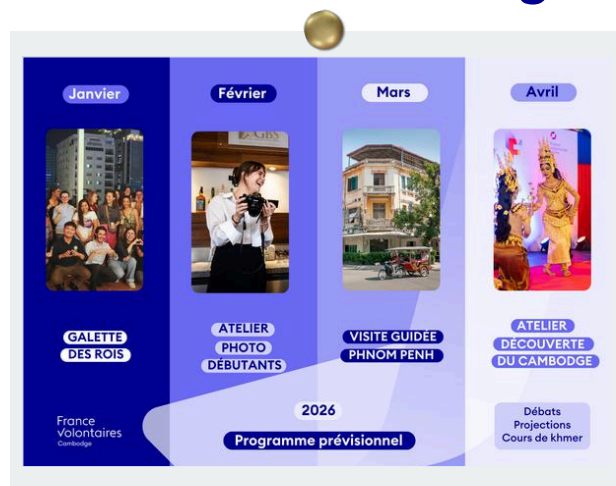 Janvier
Février
Mars
Avril
GBS
GALETTE
DES ROIS
ATELIER
PHOTO
DÉBUTANTS
VISITE GUIDÉE
PHNOM PENH
ATELIER
DÉCOUVERTE
DU CAMBODGE
2026
Programme prévisionnel
France
Volontaires
Cambodge
Débats
Projections
Cours de khmer